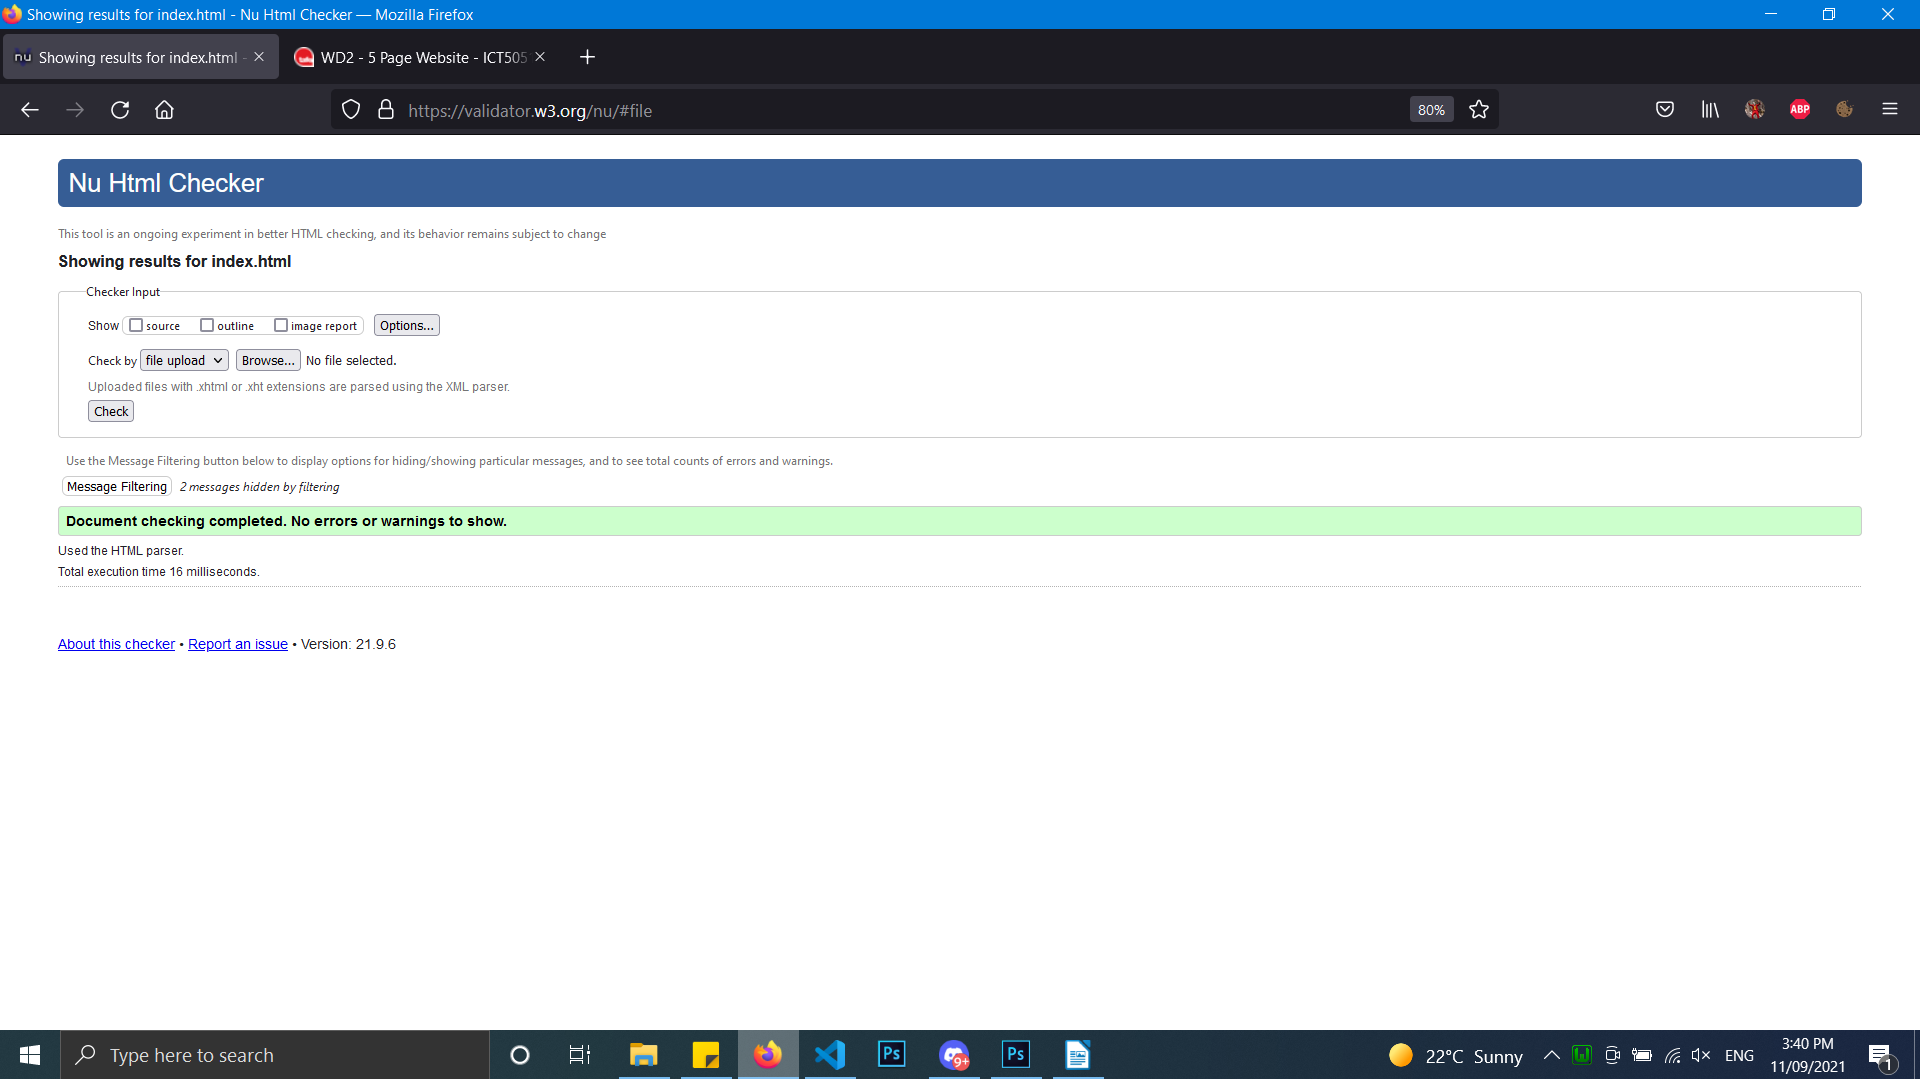 Showing results for index.html - Nu Html Checker — Mozilla Firefox
nu Showing results for index.html -
WD2 - 5 Page Website - ICT505
https://validator.w3.org/nu/#file
80%
ABP
Nu Html Checker
This tool is an ongoing experiment in better HTML checking, and its behavior remains subject to change
Showing results for index.html
Checker Input
Show source outline image report Options...
Check by file upload Browse... No file selected.
Uploaded files with .xhtml or .xht extensions are parsed using the XML parser.
Check
Use the Message Filtering button below to display options for hiding/showing particular messages, and to see total counts of errors and warnings.
Message Filtering 2 messages hidden by filtering
Document checking completed. No errors or warnings to show.
Used the HTML parser.
Total execution time 16 milliseconds.
About this checker • Report an issue • Version: 21.9.6
Type here to search
Ps
9+
Ps
22°C Sunny
ENG
3:40 PM
11/09/2021
1